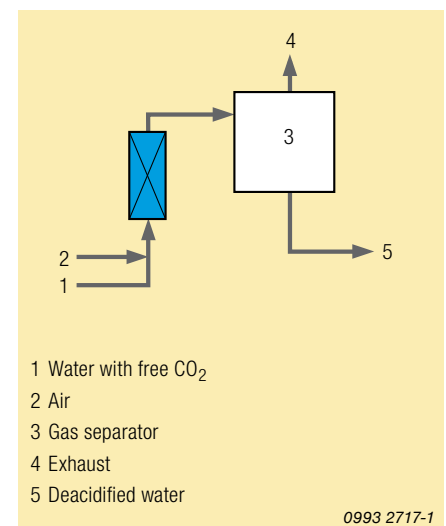 4
3
2
5
1
1 Water with free CO₂
2 Air
3 Gas separator
4 Exhaust
5 Deacidified water
0993 2717-1